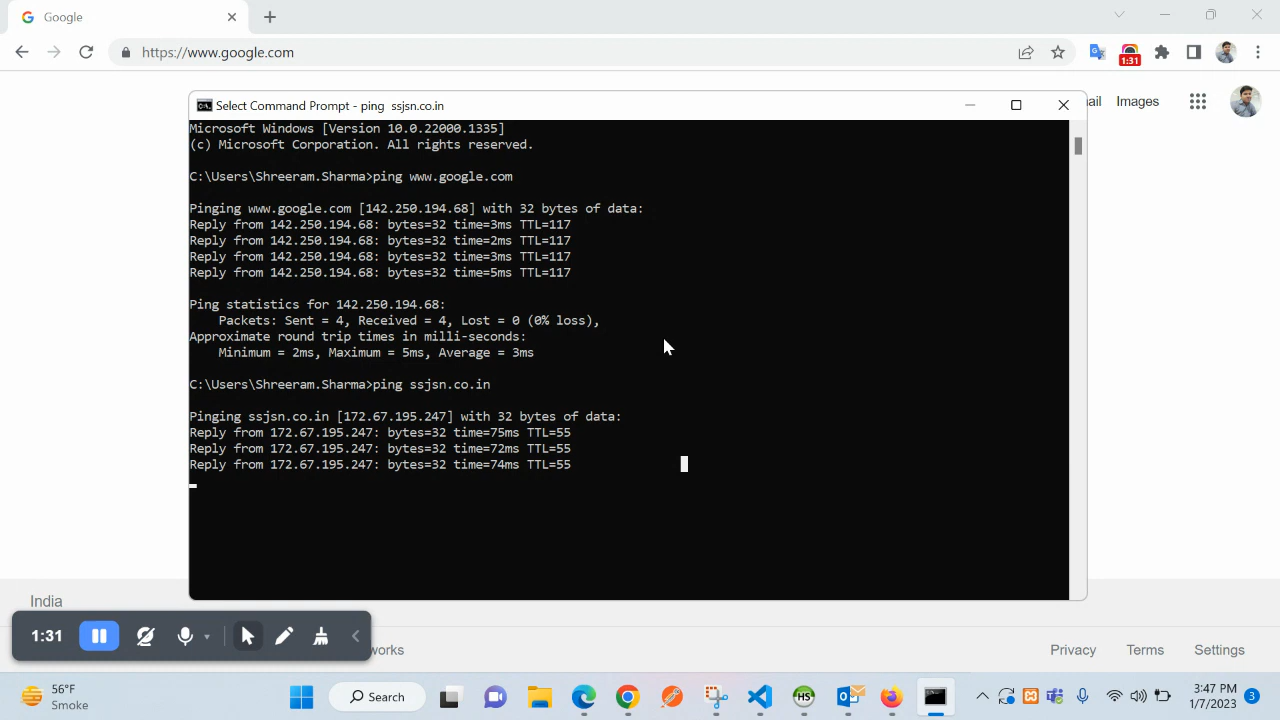 Google
https://www.google.com
1:31
Select Command Prompt - ping ssjsn.co.in
ail
Images
Microsoft Windows [Version 10.0.22000.1335]
(c) Microsoft Corporation. All rights reserved.
C:\Users\Shreeram.Sharma>ping www.google.com
Pinging www.google.com [142.250.194.68] with 32 bytes of data:
Reply from 142.250.194.68: bytes=32 time=3ms TTL=117
Reply from 142.250.194.68: bytes=32 time=2ms TTL=117
Reply from 142.250.194.68: bytes=32 time=3ms TTL=117
Reply from 142.250.194.68: bytes=32 time=5ms TTL=117
Ping statistics for 142.250.194.68:
Packets: Sent = 4, Received = 4, Lost = 0 (0% loss),
Approximate round trip times in milli-seconds:
Minimum = 2ms, Maximum = 5ms, Average = 3ms
C:\Users\Shreeram.Sharma>ping ssjsn.co.in
Pinging ssjsn.co.in [172.67.195.247] with 32 bytes of data:
Reply from 172.67.195.247: bytes=32 time=75ms TTL=55
Reply from 172.67.195.247: bytes=32 time=72ms TTL=55
Reply from 172.67.195.247: bytes=32 time=74ms TTL=55
India
1:31
works
Privacy
Terms
Settings
56°F
Smoke
Search
HS
3:47 PM
1/7/2023
3